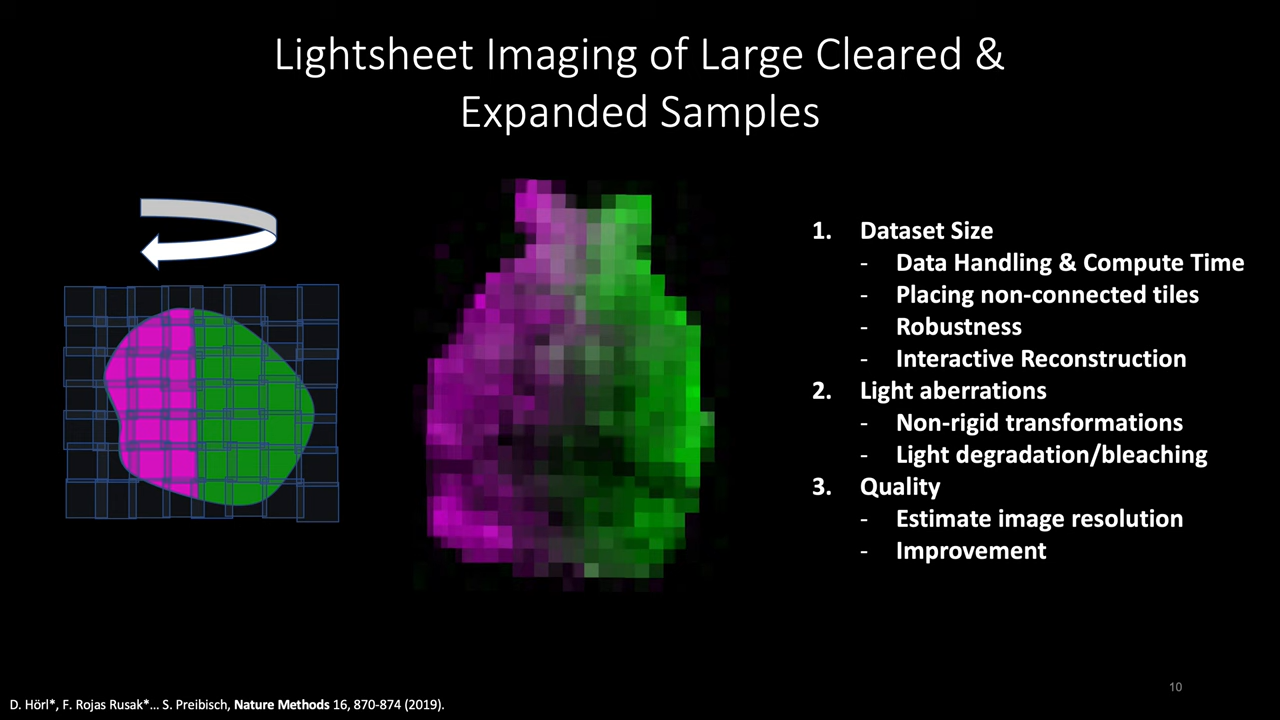 Lightsheet Imaging of Large Cleared &
Expanded Samples
1. Dataset Size
- Data Handling & Compute Time
- Placing non-connected tiles
- Robustness
- Interactive Reconstruction
2. Light aberrations
- Non-rigid transformations
- Light degradation/bleaching
3. Quality
- Estimate image resolution
- Improvement
10
D. Hörl*, F. Rojas Rusak*... S. Preibisch, Nature Methods 16, 870-874 (2019).